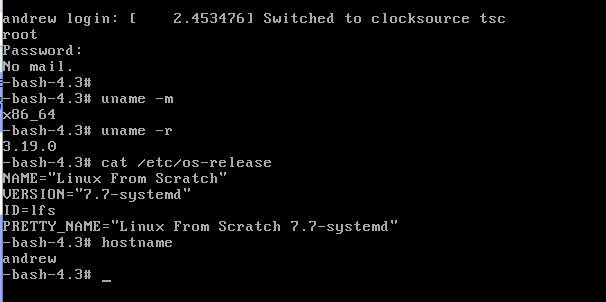 andrew login: [    2.453476] Switched to clocksource tsc
root
Password:
No mail.
-bash-4.3#
-bash-4.3# uname -m
x86_64
-bash-4.3# uname -r
3.19.0
-bash-4.3# cat /etc/os-release
NAME="Linux From Scratch"
VERSION="7.7-systemd"
ID=lfs
PRETTY_NAME="Linux From Scratch 7.7-systemd"
-bash-4.3# hostname
andrew
-bash-4.3# _